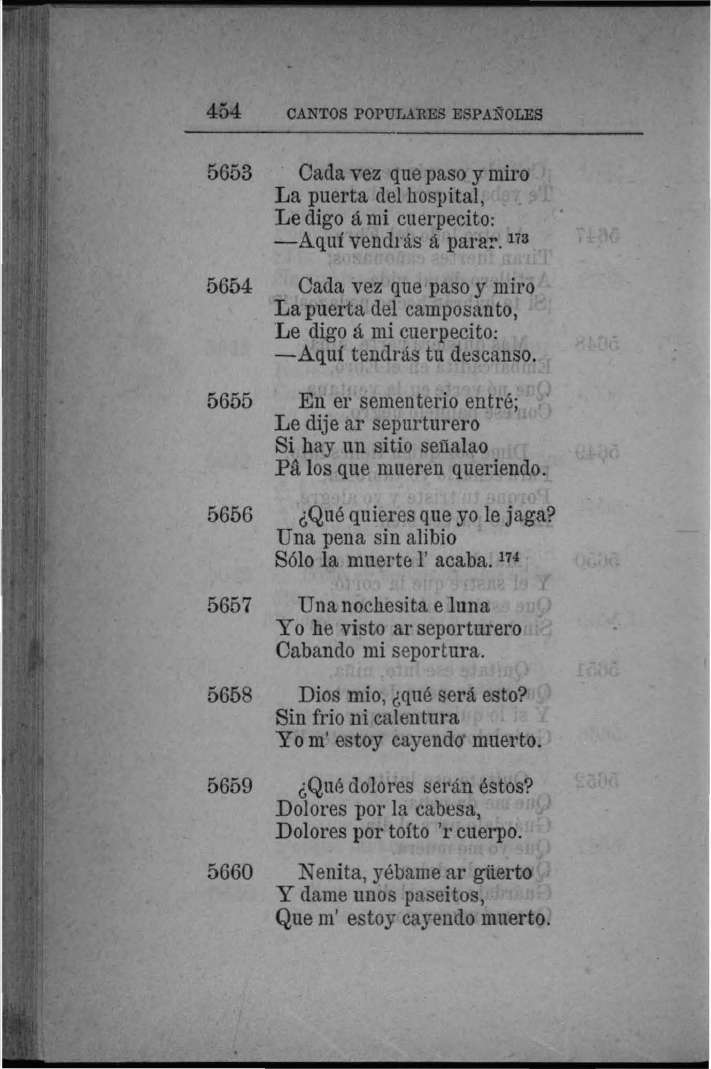 454 CANTOS POPULARES ESPAÑOLES
5653 Cada vez que paso y miro
La puerta del hospital,
Le digo á mi cuerpecito:
—Aquí vendrás á parar. 173
5654 Cada vez que paso y miro
La puerta del camposanto,
Le digo á mi cuerpecito:
—Aquí tendrás tu descanso.
5655 En er sementerio entré;
Le dije ar sepurturero
Si hay un sitio señalao
Pâ los que mueren queriendo.
5656 ¿Qué quieres que yo le jaga?
Una pena sin alibio
Sólo la muerte l' acaba. 174
5657 Una nochesita e luna
Yo he visto ar seporturero
Cabando mi seportura.
5658 Dios mio, ¿qué será esto?
Sin frio ni calentura
Yo m' estoy cayendo muerto.
5659 ¿Qué dolores serán éstos?
Dolores por la cabesa,
Dolores por toíto 'r cuerpo.
5660 Nenita, yébame ar güerto
Y dame unos paseitos,
Que m' estoy cayendo muerto.